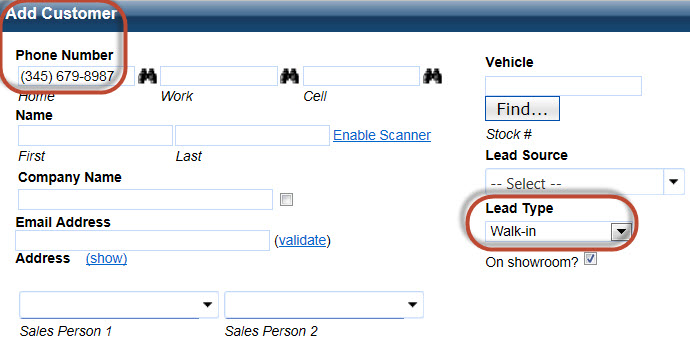 Add Customer
Phone Number
(345) 679-8987
Home Work Cell
Name
Enable Scanner
First Last
Company Name
Email Address
(validate)
Address (show)
Sales Person 1 Sales Person 2
Vehicle
Find...
Stock #
Lead Source
-- Select --
Lead Type
Walk-in
On showroom?